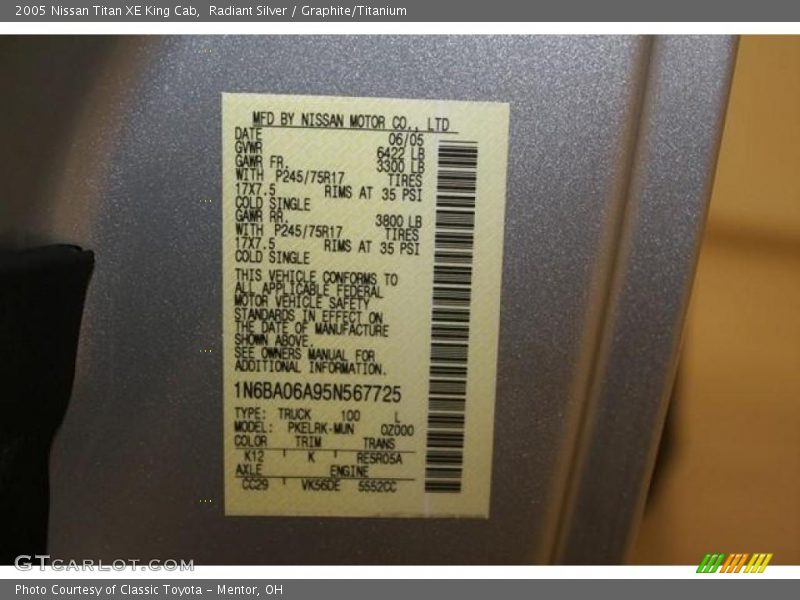 2005 Nissan Titan XE King Cab,  Radiant Silver / Graphite/Titanium
MFD BY NISSAN MOTOR CO., LTD
DATE 06/05
GVWR 6422 LB
GAWR FR. 3300 LB
WITH P245/75R17 TIRES
17X7.5 RIMS AT 35 PSI
COLD SINGLE
GAWR RR. 3800 LB
WITH P245/75R17 TIRES
17X7.5 RIMS AT 35 PSI
COLD SINGLE
THIS VEHICLE CONFORMS TO
ALL APPLICABLE FEDERAL
MOTOR VEHICLE SAFETY
STANDARDS IN EFFECT ON
THE DATE OF MANUFACTURE
SHOWN ABOVE.
SEE OWNERS MANUAL FOR
ADDITIONAL INFORMATION.
1N6BA06A95N567725
TYPE: TRUCK 100 L
MODEL: PKELRK-MUN OZ000
COLOR TRIM TRANS
K12 K RE5R05A
AXLE ENGINE
CC29 VK56DE 5552CC
GTCARLOT.COM
Photo Courtesy of Classic Toyota - Mentor, OH